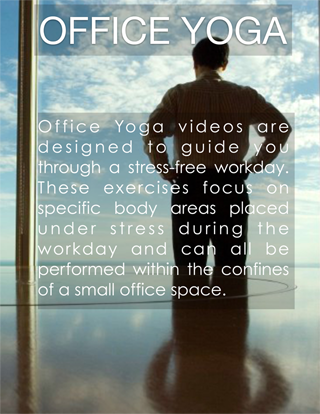 OFFICE YOGA
Office Yoga videos are
designed to guide you
through a stress-free workday.
These exercises focus on
specific body areas placed
under stress during the
workday and can all be
performed within the confines
of a small office space.